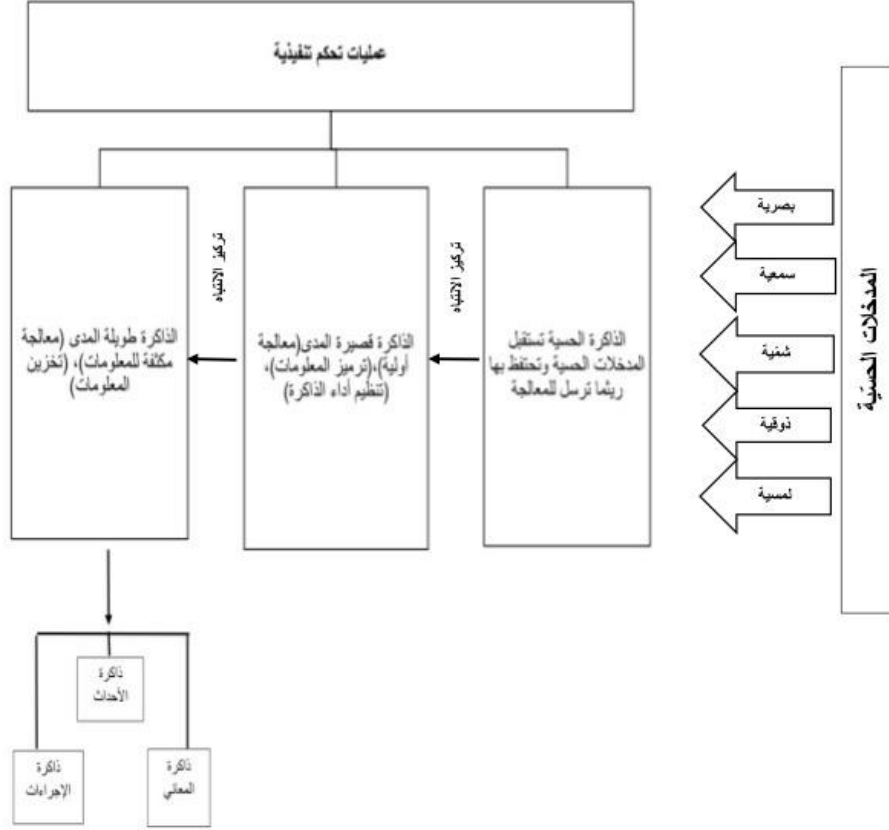 عمليات تحكم تنفيذية
المدخلات الحسية
بصرية
سمعية
شمية
ذوقية
لمسية
الذاكرة الحسية تستقبل
المدخلات الحسية وتحتفظ بها
ريثما ترسل للمعالجة
تركيز الانتباه
الذاكرة قصيرة المدى(معالجة
أولية)،(ترميز المعلومات)،
(تنظيم أداء الذاكرة)
تركيز الانتباه
الذاكرة طويلة المدى (معالجة
مكثفة للمعلومات)، (تخزين
المعلومات)
ذاكرة
الأحداث
ذاكرة
المعاني
ذاكرة
الإجراءات